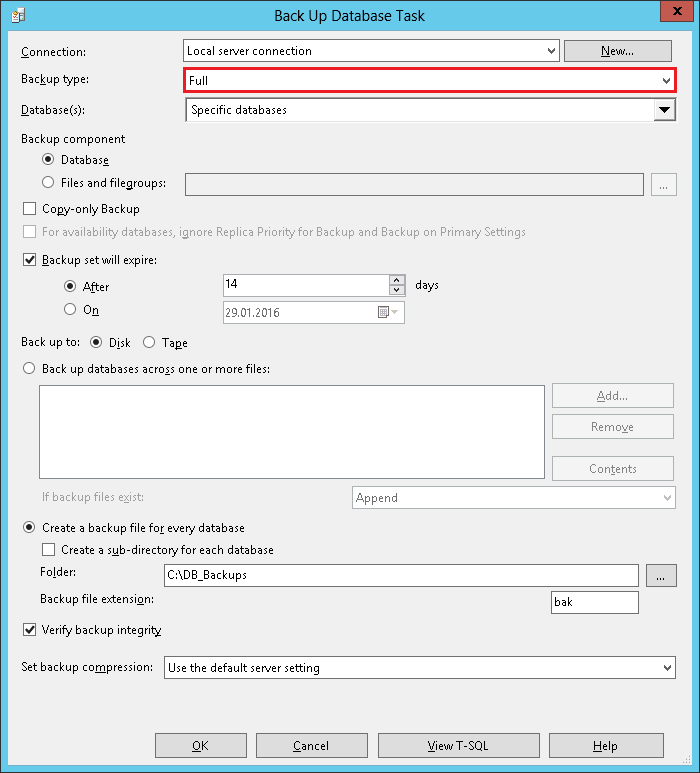 Back Up Database Task
x
Connection: Local server connection New...
Backup type: Full
Database(s): Specific databases
Backup component
Database
Files and filegroups: ...
Copy-only Backup
For availability databases, ignore Replica Priority for Backup and Backup on Primary Settings
Backup set will expire:
After 14 days
On 29.01.2016
Back up to: Disk Tape
Back up databases across one or more files:
Add...
Remove
Contents
If backup files exist: Append
Create a backup file for every database
Create a sub-directory for each database
Folder: C:\DB_Backups ...
Backup file extension: bak
Verify backup integrity
Set backup compression: Use the default server setting
OK Cancel View T-SQL Help